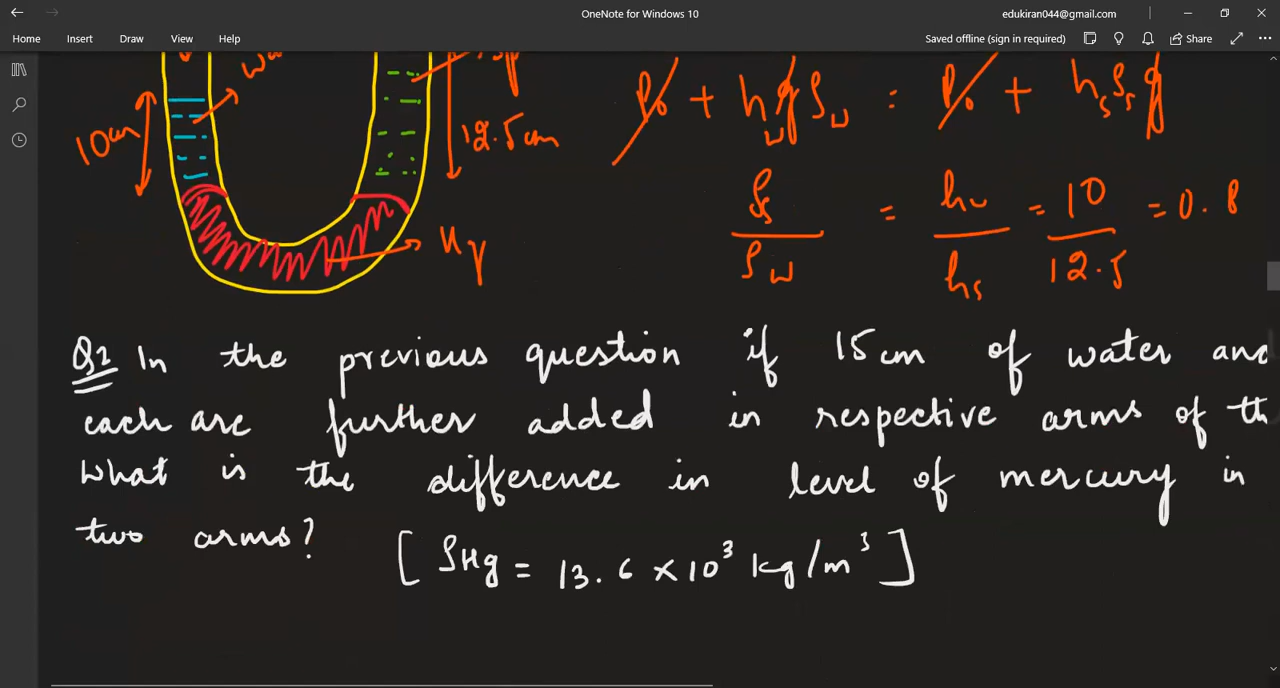 OneNote for Windows 10
edukiran044@gmail.com
Home Insert Draw View Help
Saved offline (sign in required)
Share
10cm
12.5cm
Hg
P₀ + h_w g ρ_w = P₀ + h_s ρ_s g
ρ_s / ρ_w = h_w / h_s = 10 / 12.5 = 0.8
Q2 In the previous question if 15cm of water and
each are further added in respective arms of th
What is the difference in level of mercury in
two arms?
[ρHg = 13.6 × 10³ kg/m³]